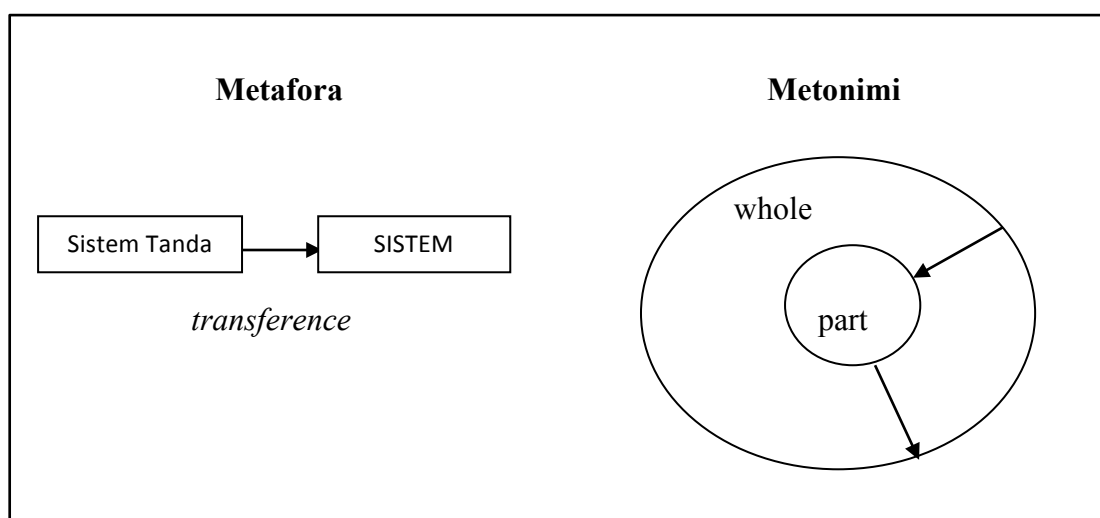 Metafora
Sistem Tanda
SISTEM
transference
Metonimi
whole
part